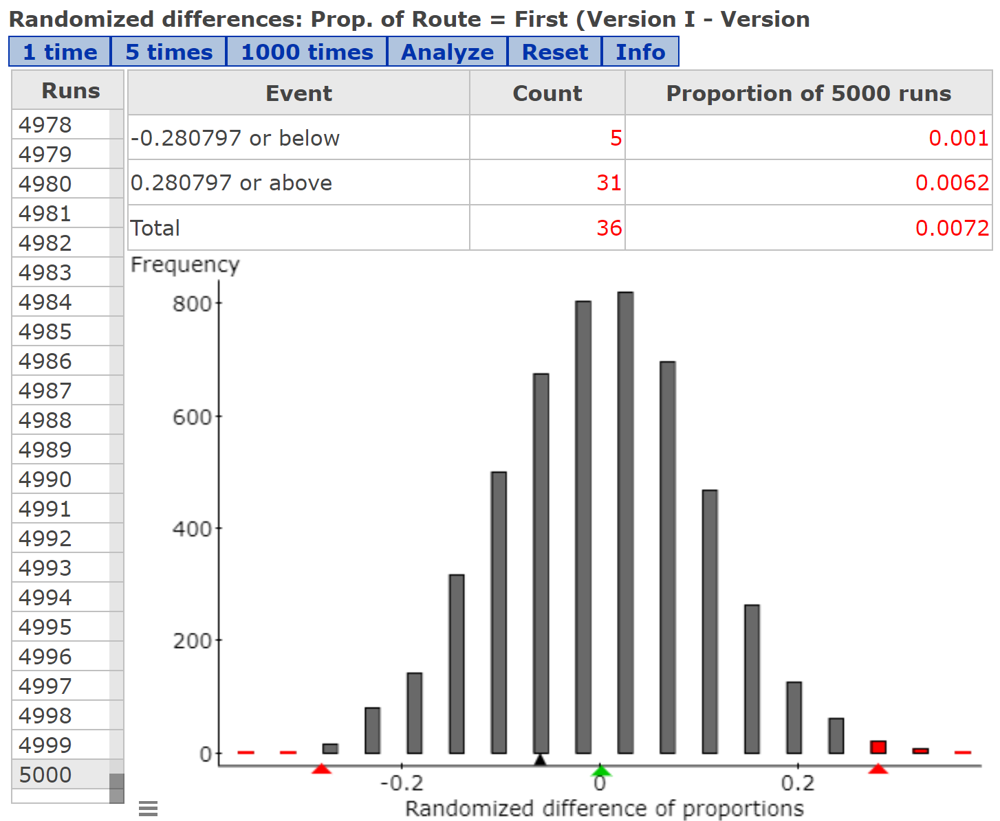 Randomized differences: Prop. of Route = First (Version I - Version
1 time 5 times 1000 times Analyze Reset Info
Runs
4978
4979
4980
4981
4982
4983
4984
4985
4986
4987
4988
4989
4990
4991
4992
4993
4994
4995
4996
4997
4998
4999
5000
Event Count Proportion of 5000 runs
-0.280797 or below 5 0.001
0.280797 or above 31 0.0062
Total 36 0.0072
Frequency
800
600
400
200
0
-0.2 0 0.2
Randomized difference of proportions